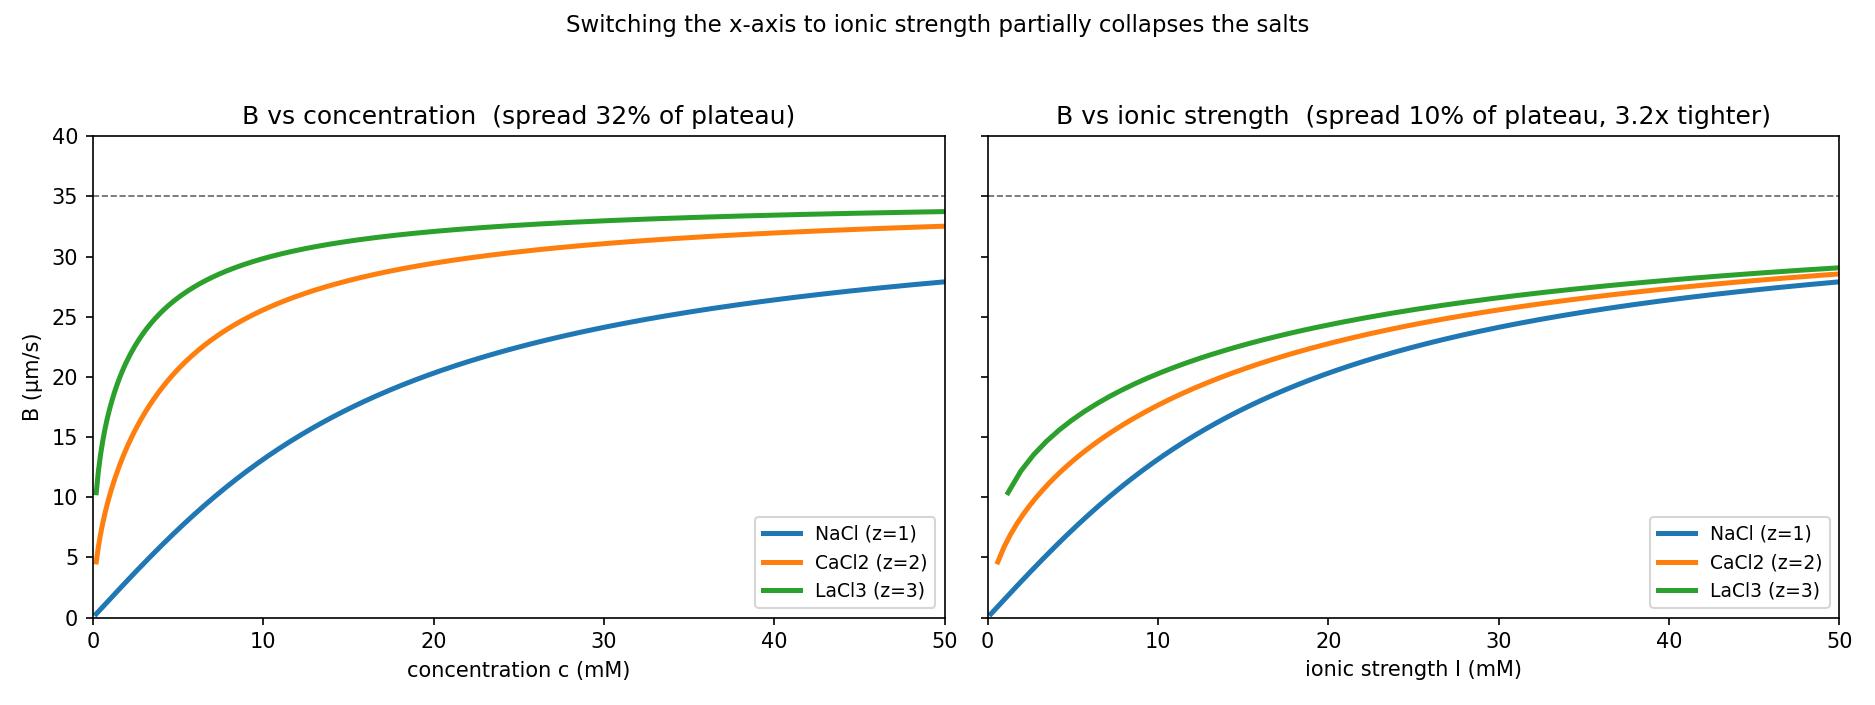 Switching the x-axis to ionic strength partially collapses the salts
B vs concentration  (spread 32% of plateau)
40
35
30
25
20
15
10
5
0
B (µm/s)
NaCl (z=1)
CaCl2 (z=2)
LaCl3 (z=3)
0 10 20 30 40 50
concentration c (mM)
B vs ionic strength  (spread 10% of plateau, 3.2x tighter)
NaCl (z=1)
CaCl2 (z=2)
LaCl3 (z=3)
0 10 20 30 40 50
ionic strength I (mM)